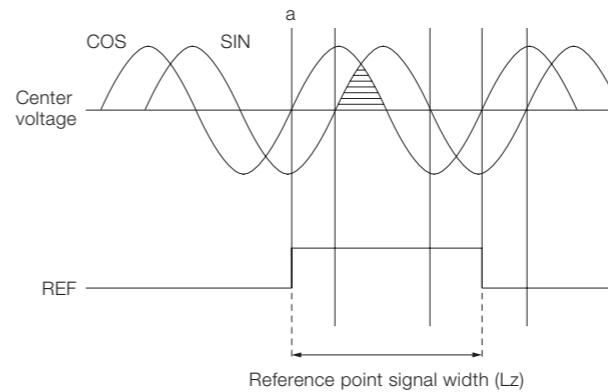 a
COS
SIN
Center
voltage
REF
Reference point signal width (Lz)